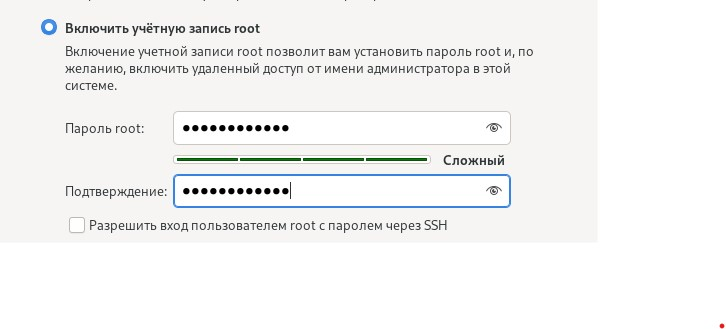 Включить учётную запись root
Включение учетной записи root позволит вам установить пароль root и, по
желанию, включить удаленный доступ от имени администратора в этой
системе.
Пароль root: ●●●●●●●●●●●●
Сложный
Подтверждение: ●●●●●●●●●●●●
Разрешить вход пользователем root с паролем через SSH